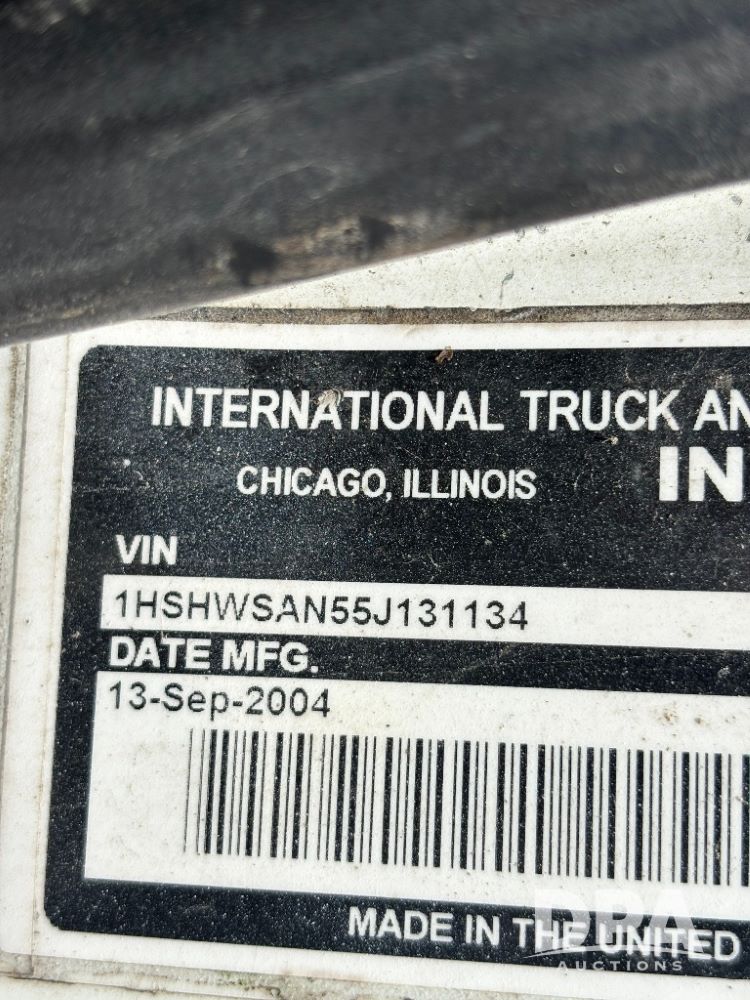 INTERNATIONAL TRUCK AN
CHICAGO, ILLINOIS
IN
VIN
1HSHWSAN55J131134
DATE MFG.
13-Sep-2004
MADE IN THE UNITED
DPA
AUCTIONS